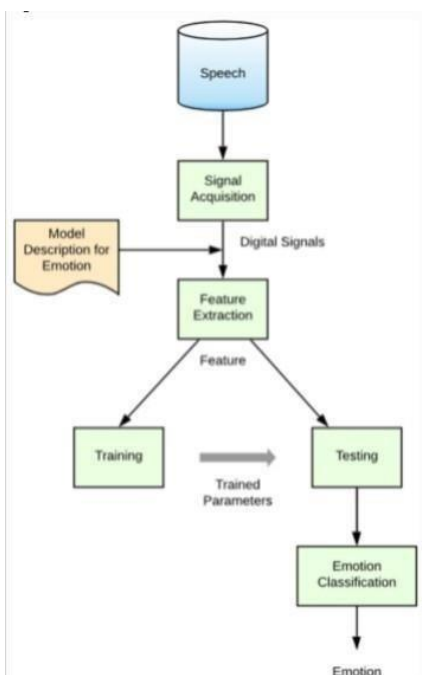 Speech
Signal
Acquisition
Digital Signals
Model
Description for
Emotion
Feature
Extraction
Feature
Training
Trained
Parameters
Testing
Emotion
Classification
Emotion